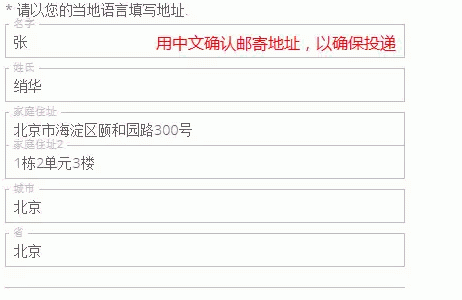 * 请以您的当地语言填写地址.
名字
张
用中文确认邮寄地址，以确保投递
姓氏
绡华
家庭住址
北京市海淀区颐和园路300号
家庭住址2
1栋2单元3楼
城市
北京
省
北京